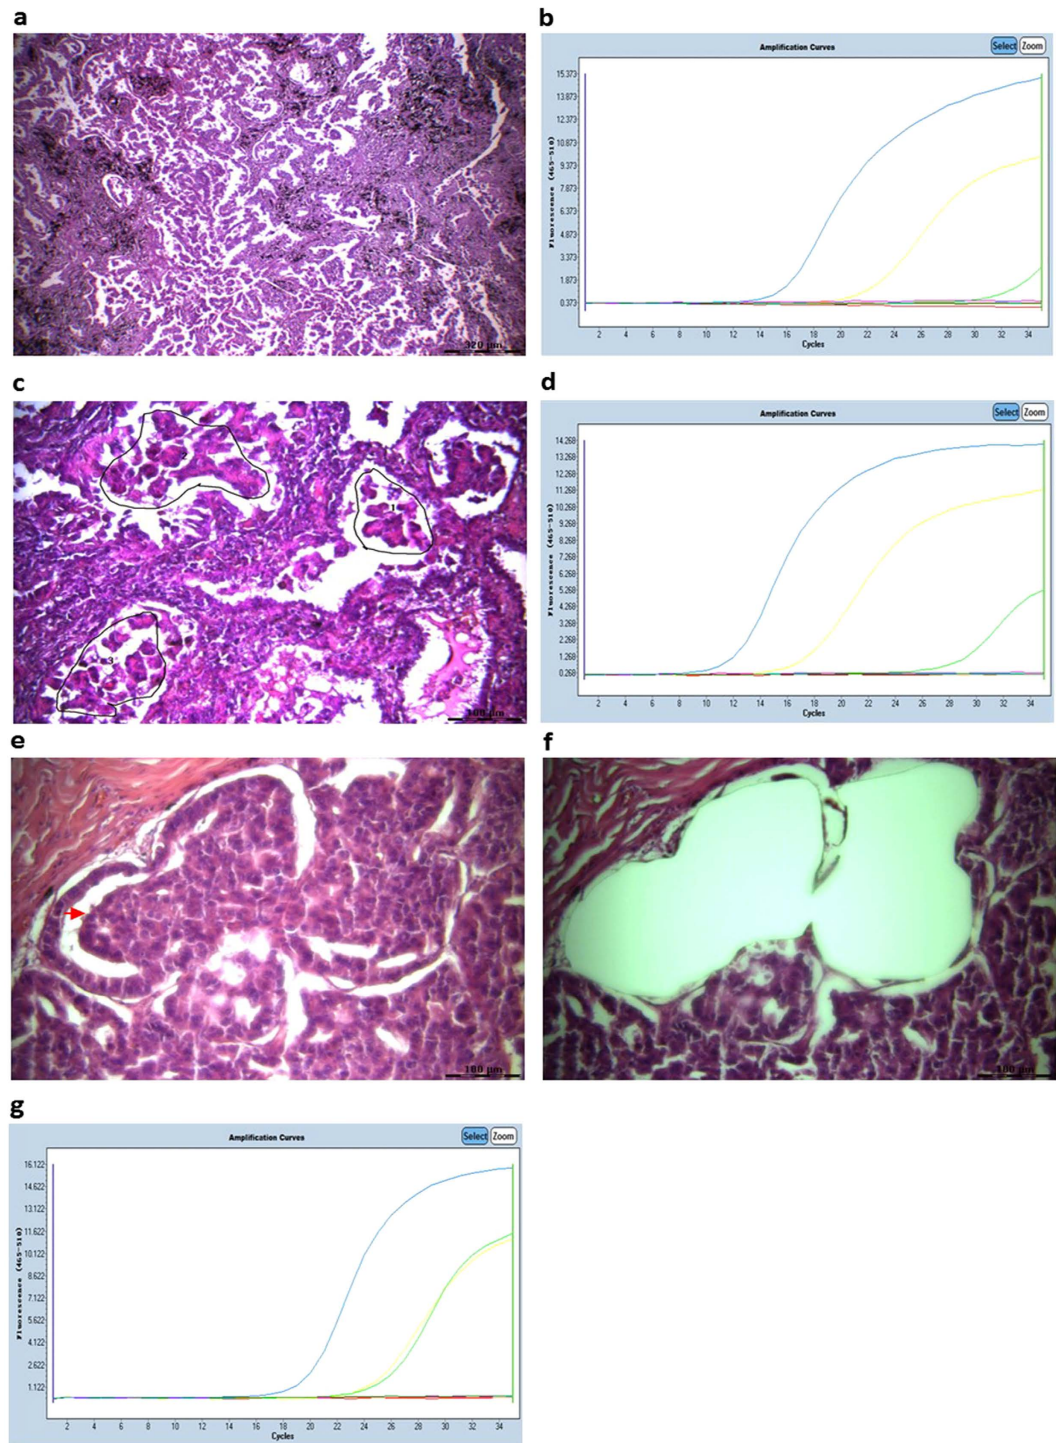 a
b
Amplification Curves
Select Zoom
15.373
13.873
12.373
10.873
9.373
7.873
6.373
4.873
3.373
1.873
0.373
Fluorescence (465-510)
2 4 6 8 10 12 14 16 18 20 22 24 26 28 30 32 34
Cycles
320 µm
c
2
1
3
100 µm
d
Amplification Curves
Select Zoom
14.268
13.268
12.268
11.268
10.268
9.268
8.268
7.268
6.268
5.268
4.268
3.268
2.268
1.268
0.268
Fluorescence (465-510)
2 4 6 8 10 12 14 16 18 20 22 24 26 28 30 32 34
Cycles
e
100 µm
f
100 µm
g
Amplification Curves
Select Zoom
16.122
14.622
13.122
11.622
10.122
8.622
7.122
5.622
4.122
2.622
1.122
Fluorescence (465-510)
2 4 6 8 10 12 14 16 18 20 22 24 26 28 30 32 34
Cycles